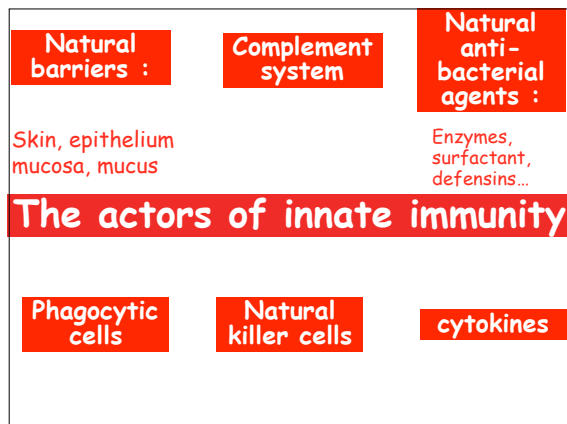 Natural
barriers :
Complement
system
Natural
anti-
bacterial
agents :
Skin, epithelium
mucosa, mucus
Enzymes,
surfactant,
defensins…
The actors of innate immunity
Phagocytic
cells
Natural
killer cells
cytokines